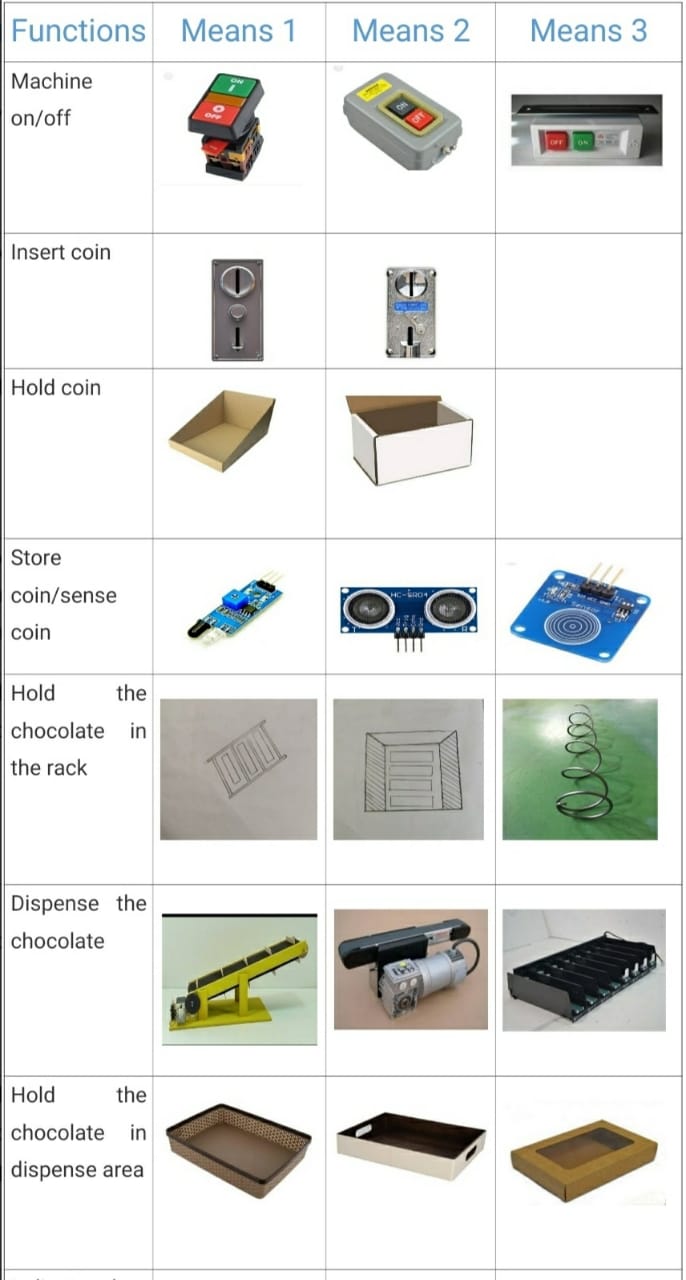 Functions Means 1 Means 2 Means 3
Machine
on/off
ON
I
O
OFF
ON
OFF
OFF ON
Insert coin
Hold coin
Store
coin/sense
coin
HC-SR04
T R
Hold the
chocolate in
the rack
Dispense the
chocolate
Hold the
chocolate in
dispense area